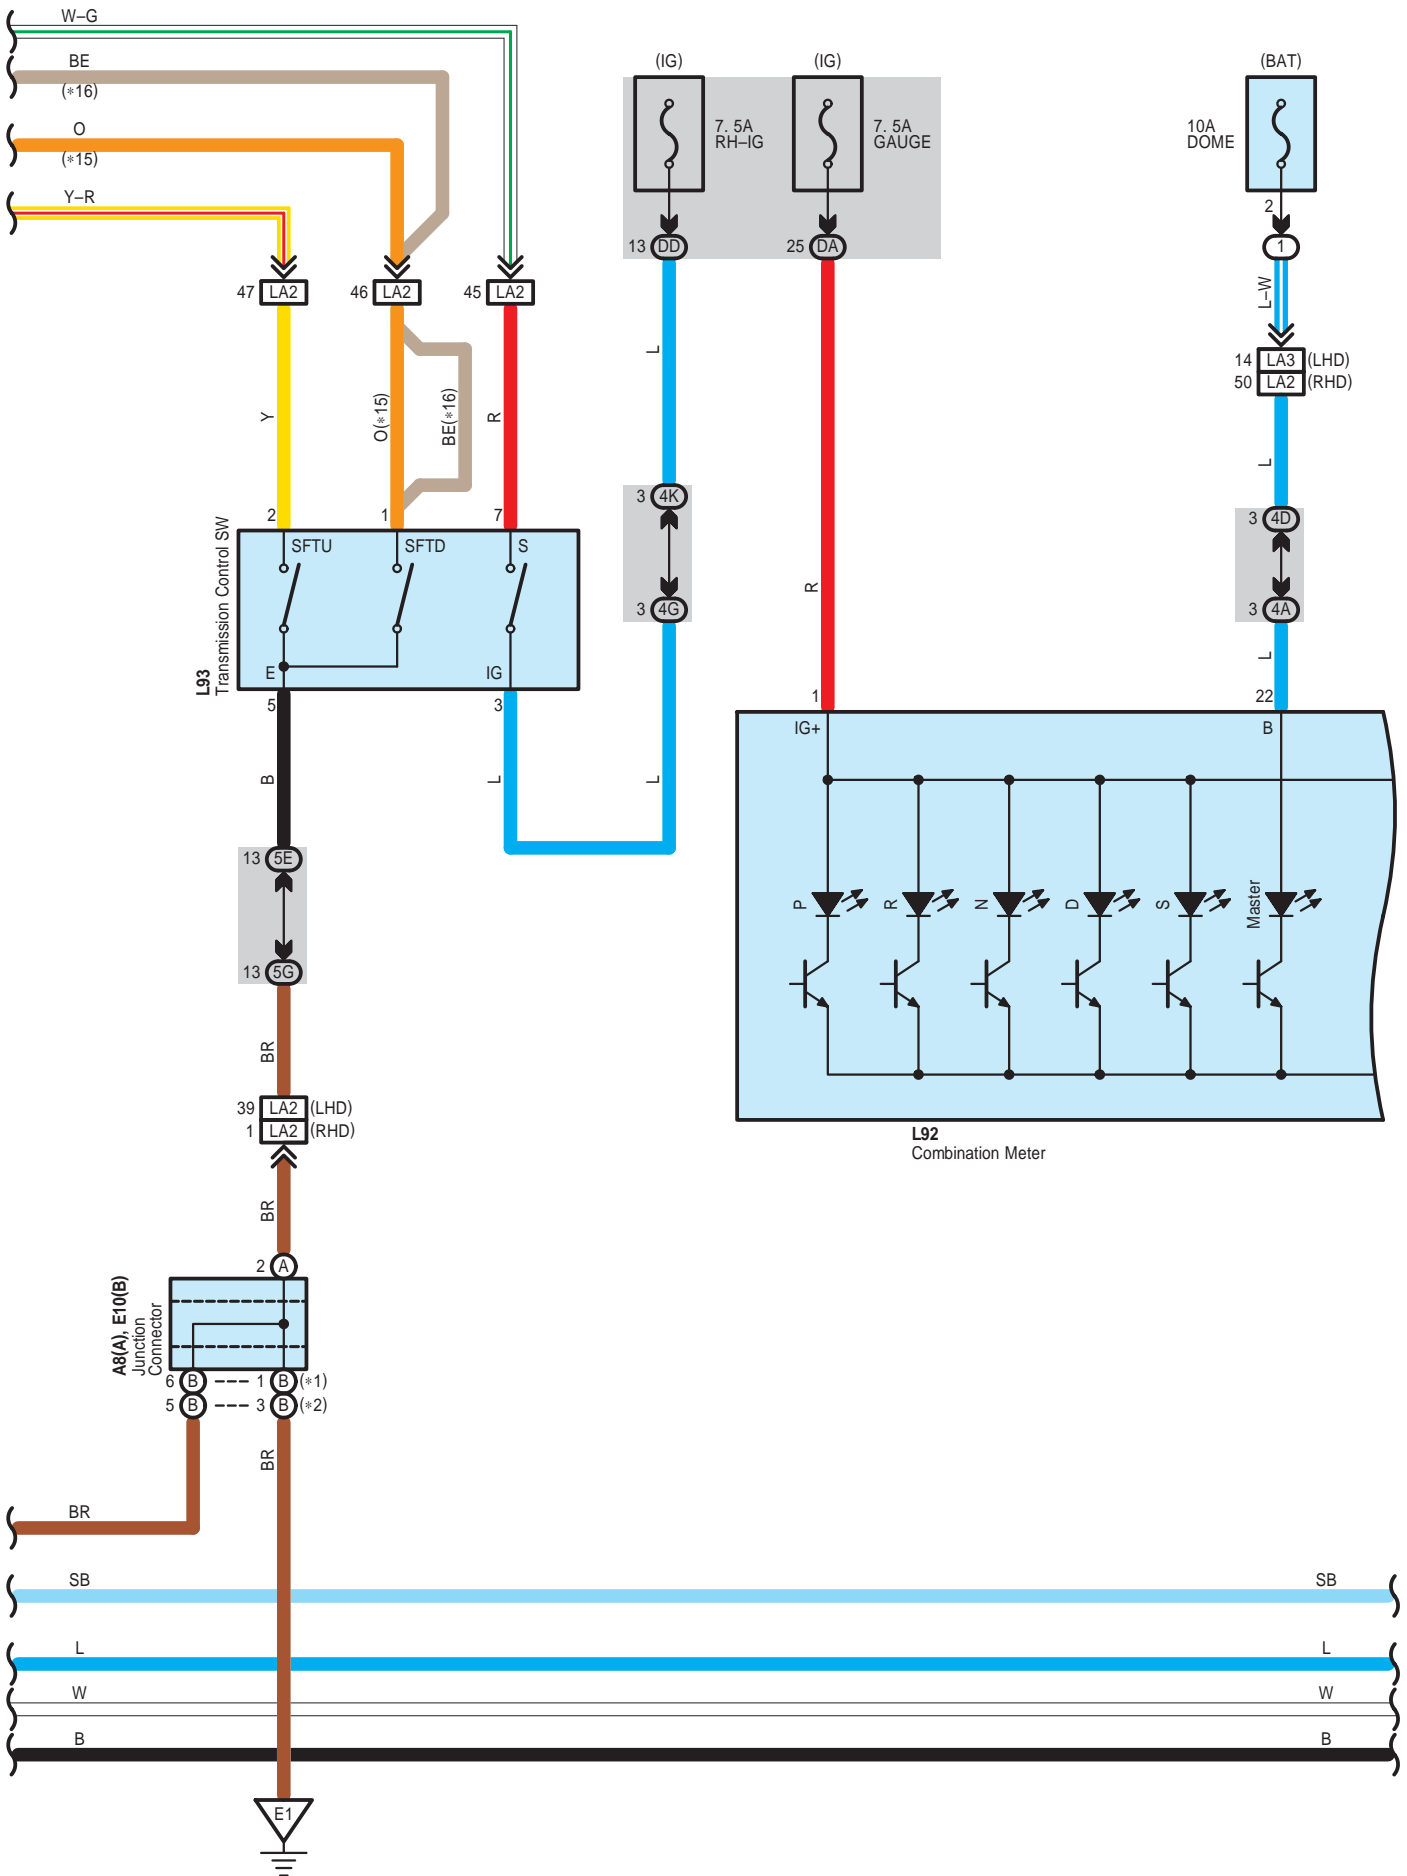 W–G
BE
(*16)
O
(*15)
Y–R
(IG)
(IG)
(BAT)
7. 5A
RH–IG
7. 5A
GAUGE
10A
DOME
2
13 DD
25 DA
1
L–W
47 LA2
46 LA2
45 LA2
14 LA3 (LHD)
50 LA2 (RHD)
Y
O(*15)
BE(*16)
R
L
R
L
3 4K
3 4G
3 4D
3 4A
L
2
1
7
L93
Transmission Control SW
SFTU
SFTD
S
E
IG
5
3
B
L
L
1
22
IG+
B
P
R
N
D
S
Master
L92
Combination Meter
13 5E
13 5G
BR
39 LA2 (LHD)
1 LA2 (RHD)
BR
2 A
A8(A), E10(B)
Junction
Connector
6 B 1 B (*1)
5 B 3 B (*2)
BR
BR
SB
SB
L
L
W
W
B
B
E1